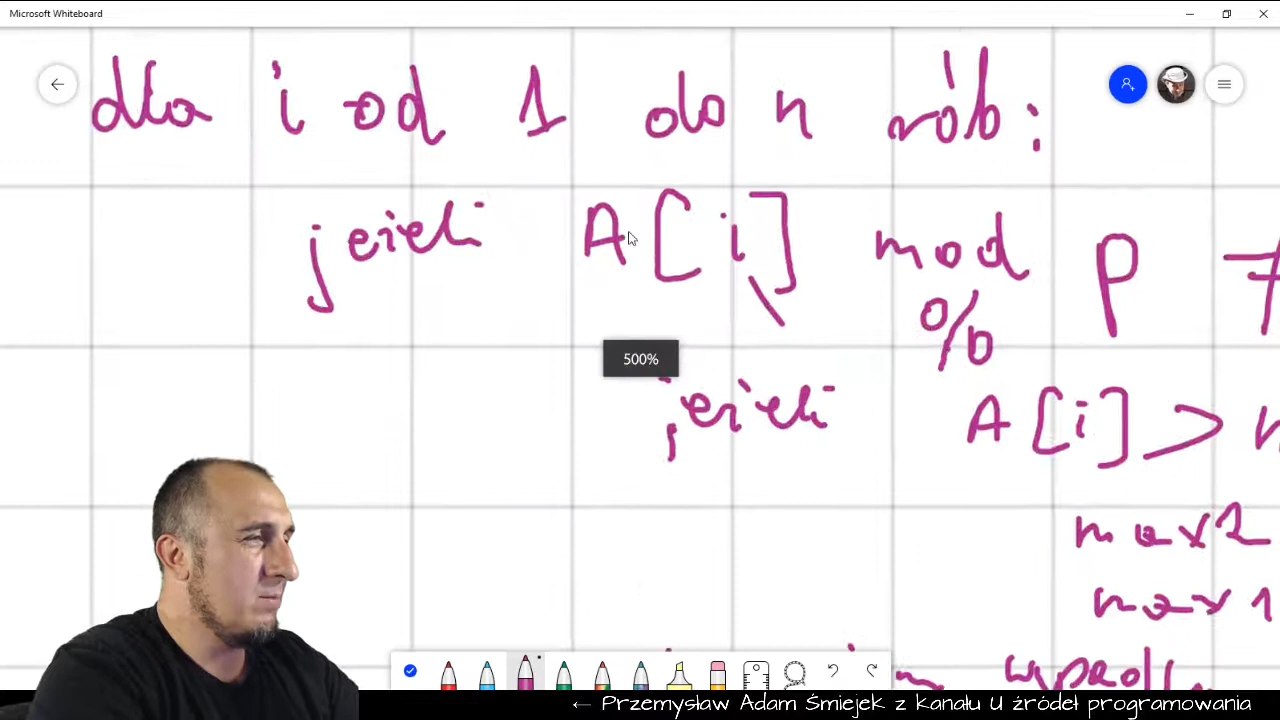 Microsoft Whiteboard
dla i od 1 do n rób:
jeżeli A[i] mod p
%
500%
jeżeli A[i] >
max2
max1
← Przemysław Adam Śmiejek z kanału U źródeł programowania